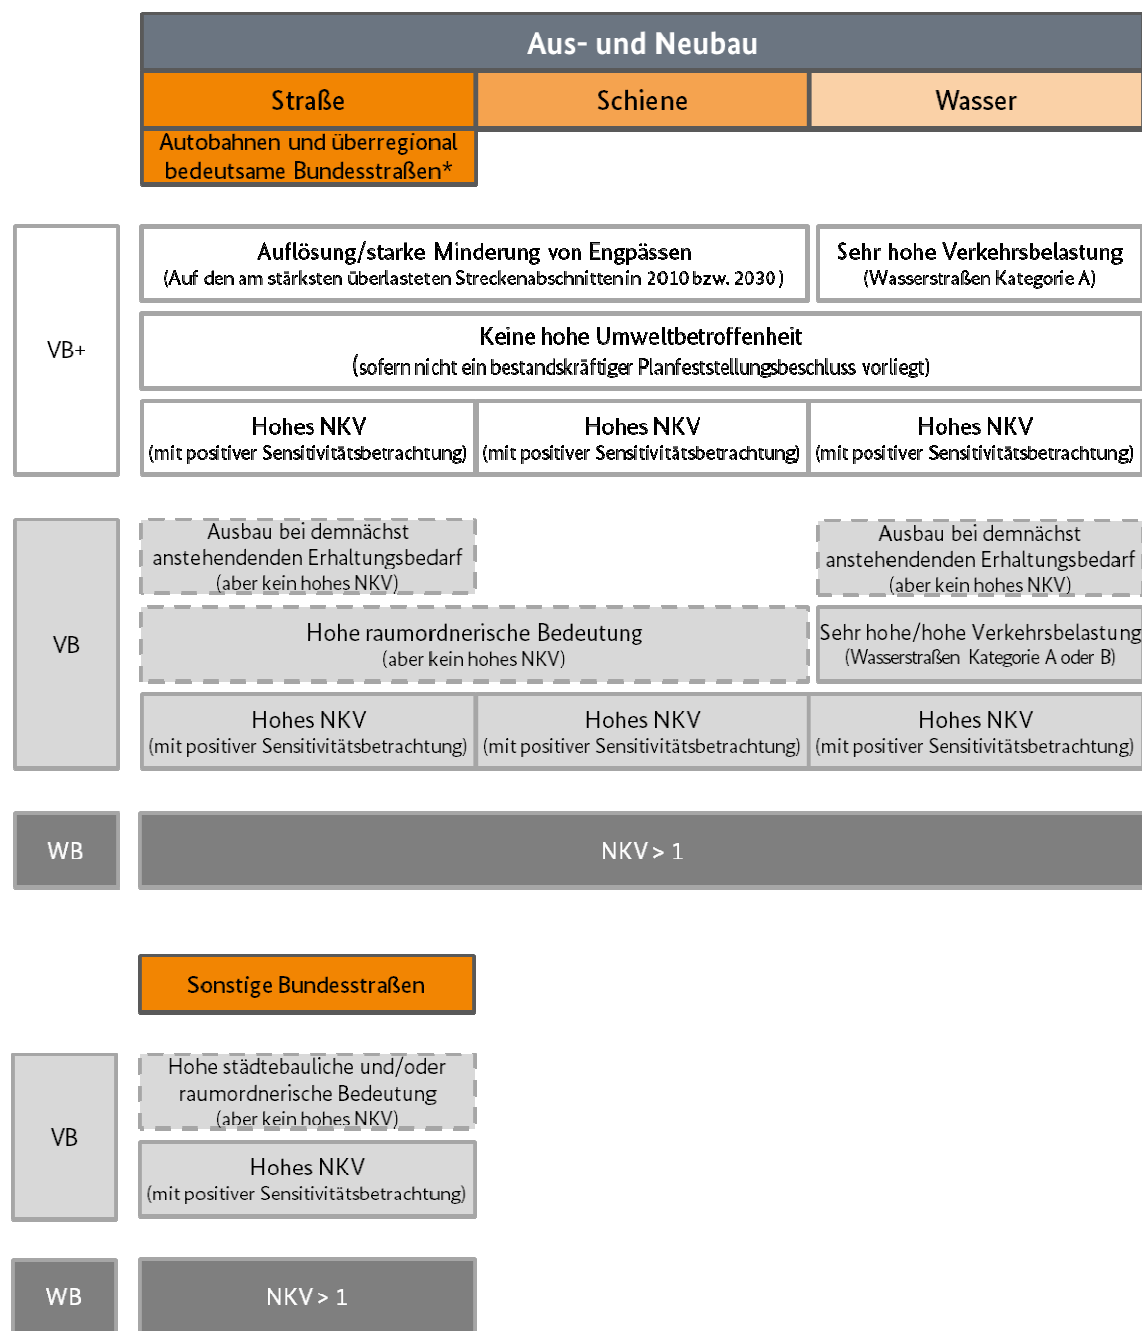 Aus- und Neubau
Straße
Schiene
Wasser
Autobahnen und überregional
bedeutsame Bundesstraßen*
VB+
Auflösung/starke Minderung von Engpässen
(Auf den am stärksten überlasteten Streckenabschnitten in 2010 bzw. 2030 )
Sehr hohe Verkehrsbelastung
(Wasserstraßen Kategorie A)
Keine hohe Umweltbetroffenheit
(sofern nicht ein bestandskräftiger Planfeststellungsbeschluss vorliegt)
Hohes NKV
(mit positiver Sensitivitätsbetrachtung)
Hohes NKV
(mit positiver Sensitivitätsbetrachtung)
Hohes NKV
(mit positiver Sensitivitätsbetrachtung)
VB
Ausbau bei demnächst
anstehendenden Erhaltungsbedarf
(aber kein hohes NKV)
Ausbau bei demnächst
anstehendenden Erhaltungsbedarf
(aber kein hohes NKV)
Hohe raumordnerische Bedeutung
(aber kein hohes NKV)
Sehr hohe/hohe Verkehrsbelastung
(Wasserstraßen Kategorie A oder B)
Hohes NKV
(mit positiver Sensitivitätsbetrachtung)
Hohes NKV
(mit positiver Sensitivitätsbetrachtung)
Hohes NKV
(mit positiver Sensitivitätsbetrachtung)
WB
NKV > 1
Sonstige Bundesstraßen
VB
Hohe städtebauliche und/oder
raumordnerische Bedeutung
(aber kein hohes NKV)
Hohes NKV
(mit positiver Sensitivitätsbetrachtung)
WB
NKV > 1